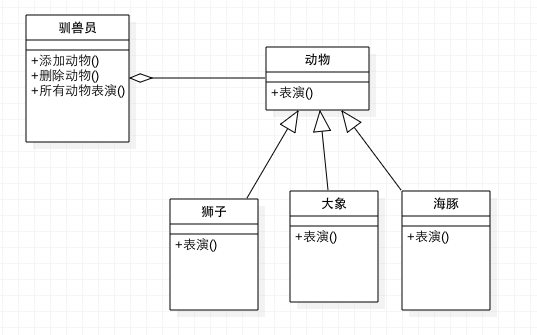 驯兽员
+添加动物()
+删除动物()
+所有动物表演()
动物
+表演()
狮子
+表演()
大象
+表演()
海豚
+表演()